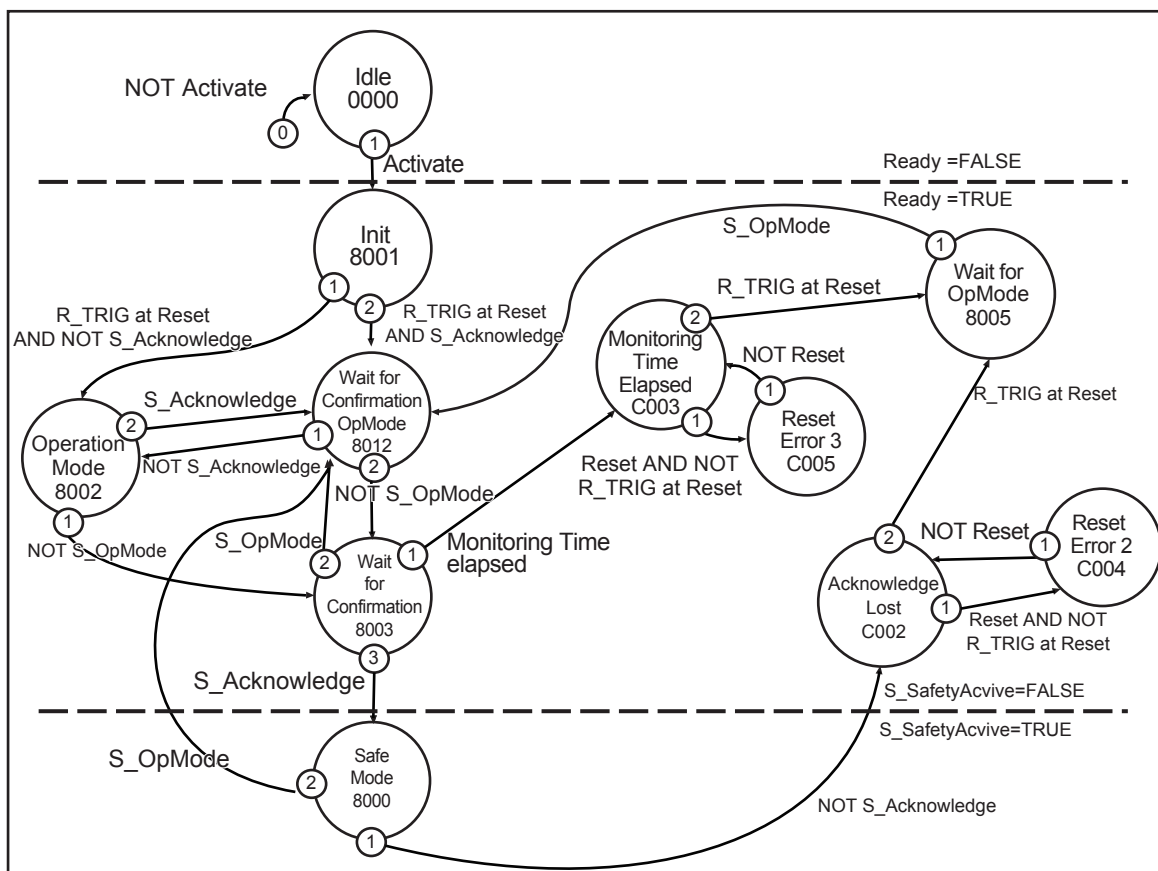 Idle
0000
NOT Activate
0
1
Activate
Ready =FALSE
Ready =TRUE
Init
8001
1
2
S_OpMode
1
Wait for
OpMode
8005
R_TRIG at Reset
AND NOT S_Acknowledge
R_TRIG at Reset
AND S_Acknowledge
R_TRIG at Reset
2
Monitoring
Time
Elapsed
C003
1
NOT Reset
1
Reset
Error 3
C005
Reset AND NOT
R_TRIG at Reset
R_TRIG at Reset
Wait for
Confirmation
OpMode
8012
1
2
S_Acknowledge
2
Operation
Mode
8002
1
NOT S_Acknowledge
NOT S_OpMode
NOT S_OpMode
S_OpMode
2
1
Wait
for
Confirmation
8003
3
Monitoring Time
elapsed
2
NOT Reset
1
Reset
Error 2
C004
Acknowledge
Lost
C002
1
Reset AND NOT
R_TRIG at Reset
S_Acknowledge
S_SafetyAcvive=FALSE
S_SafetyAcvive=TRUE
S_OpMode
2
Safe
Mode
8000
1
NOT S_Acknowledge